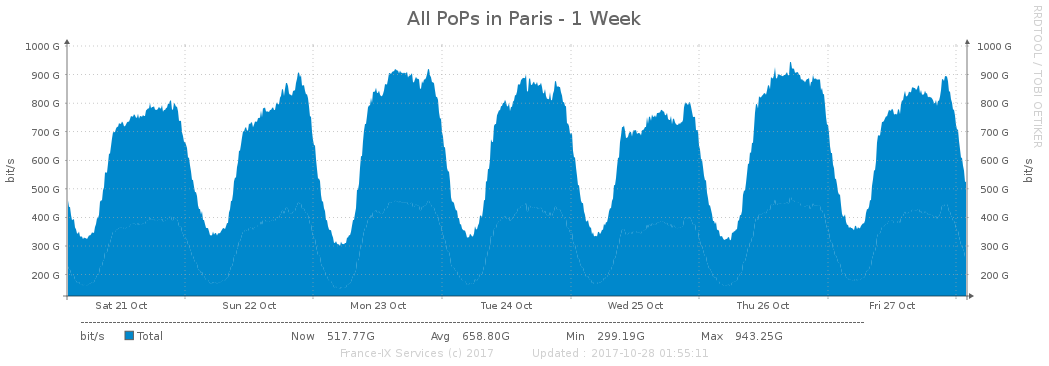 All PoPs in Paris - 1 Week
RRDTOOL / TOBI OETIKER
1000 G
900 G
800 G
700 G
600 G
500 G
400 G
300 G
200 G
bit/s
1000 G
900 G
800 G
700 G
600 G
500 G
400 G
300 G
200 G
bit/s
Sat 21 Oct Sun 22 Oct Mon 23 Oct Tue 24 Oct Wed 25 Oct Thu 26 Oct Fri 27 Oct
bit/s Total Now 517.77G Avg 658.80G Min 299.19G Max 943.25G
France-IX Services (c) 2017 Updated : 2017-10-28 01:55:11